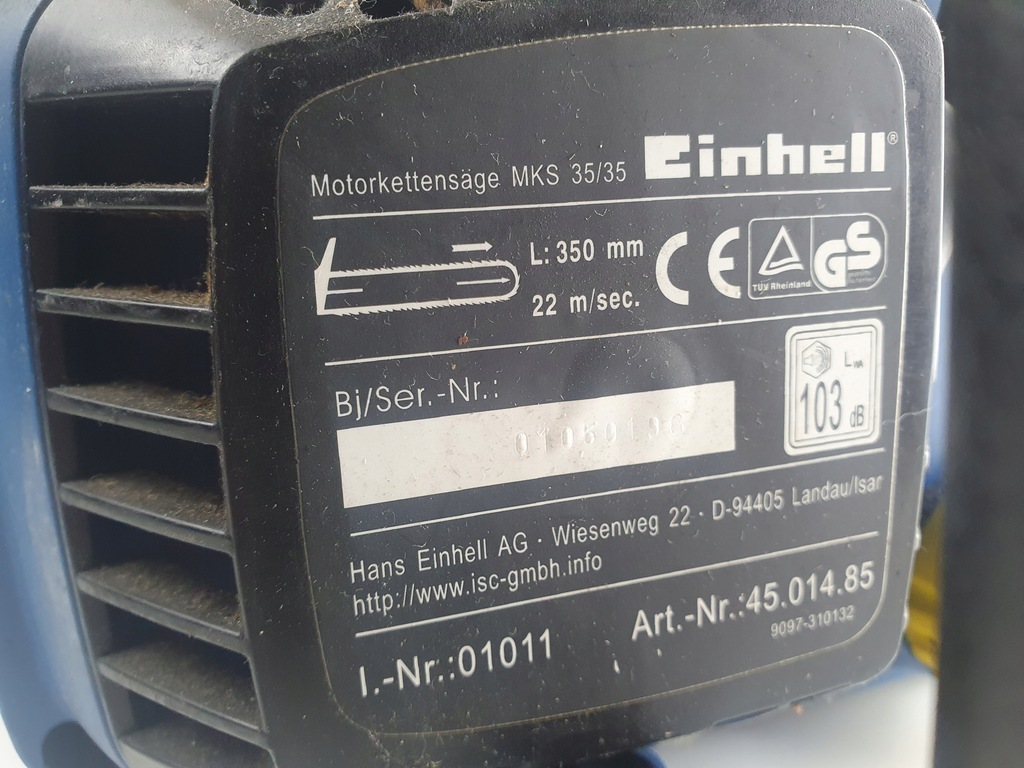 Motorkettensäge MKS 35/35 Einhell®
L: 350 mm
22 m/sec.
CE
TÜV Rheinland
GS
Bj/Ser.-Nr.:
LWA
103 dB
Hans Einhell AG · Wiesenweg 22 · D-94405 Landau/Isar
http://www.isc-gmbh.info
I.-Nr.:01011
Art.-Nr.:45.014.85
9097-310132